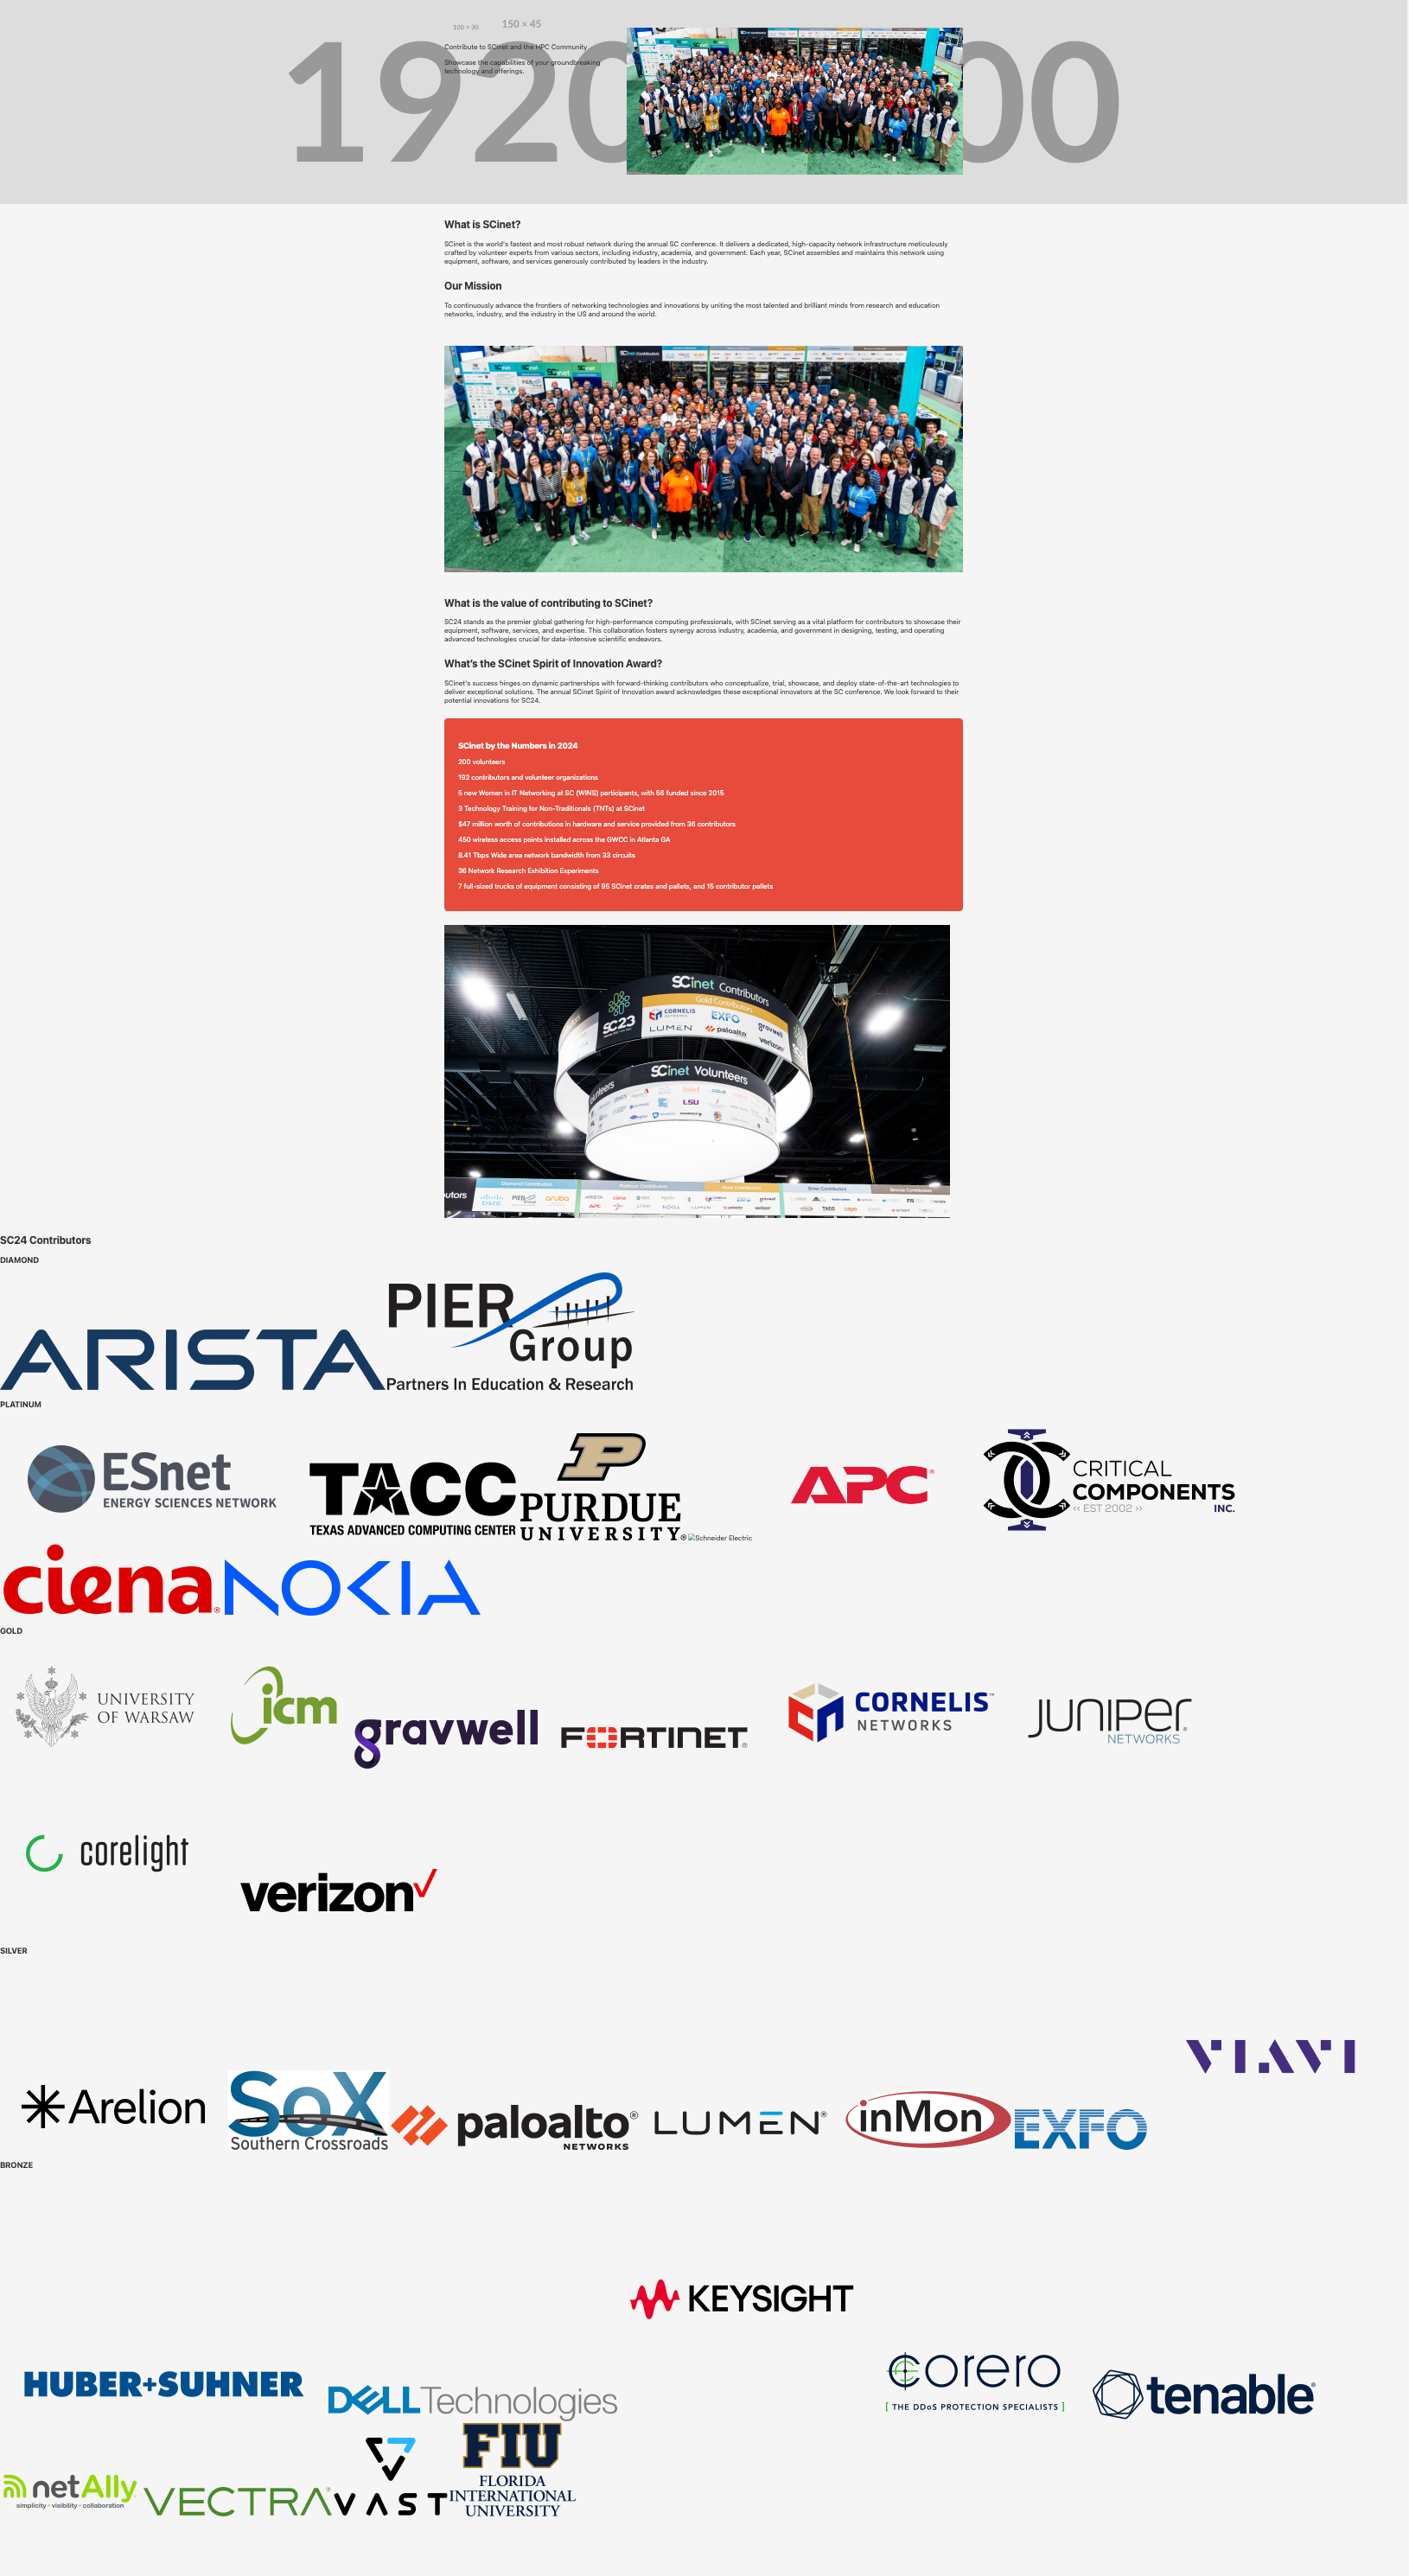 100 × 30
150 × 45
1920
00
Contribute to SCinet and the HPC Community
Showcase the capabilities of your groundbreaking
technology and offerings.
What is SCinet?
SCinet is the world's fastest and most robust network during the annual SC conference. It delivers a dedicated, high-capacity network infrastructure meticulously
crafted by volunteer experts from various sectors, including industry, academia, and government. Each year, SCinet assembles and maintains this network using
equipment, software, and services generously contributed by leaders in the industry.
Our Mission
To continuously advance the frontiers of networking technologies and innovations by uniting the most talented and brilliant minds from research and education
networks, industry, and the industry in the US and around the world.
What is the value of contributing to SCinet?
SC24 stands as the premier global gathering for high-performance computing professionals, with SCinet serving as a vital platform for contributors to showcase their
equipment, software, services, and expertise. This collaboration fosters synergy across industry, academia, and government in designing, testing, and operating
advanced technologies crucial for data-intensive scientific endeavors.
What's the SCinet Spirit of Innovation Award?
SCinet's success hinges on dynamic partnerships with forward-thinking contributors who conceptualize, trial, showcase, and deploy state-of-the-art technologies to
deliver exceptional solutions. The annual SCinet Spirit of Innovation award acknowledges these exceptional innovators at the SC conference. We look forward to their
potential innovations for SC24.
SCinet by the Numbers in 2024
200 volunteers
192 contributors and volunteer organizations
5 new Women in IT Networking at SC (WINS) participants, with 56 funded since 2015
3 Technology Training for Non-Traditionals (TNTs) at SCinet
$47 million worth of contributions in hardware and service provided from 36 contributors
450 wireless access points installed across the GWCC in Atlanta GA
8.41 Tbps Wide area network bandwidth from 33 circuits
36 Network Research Exhibition Experiments
7 full-sized trucks of equipment consisting of 95 SCinet crates and pallets, and 15 contributor pallets
SCinet Contributors
Gold Contributors
SC23
CORNELIS
NETWORKS
EXFO
gravwell
LUMEN
paloalto
verizon
SCinet Volunteers
LSU
Diamond Contributors
CISCO
PIER
aruba
ARISTA
SC24 Contributors
DIAMOND
ARISTA
PIER
Group
Partners In Education & Research
PLATINUM
ESnet
ENERGY SCIENCES NETWORK
TACC
TEXAS ADVANCED COMPUTING CENTER
P
PURDUE
UNIVERSITY®
Schneider Electric
APC®
CRITICAL
COMPONENTS
‹‹ EST 2002 ›› INC.
ciena®
NOKIA
GOLD
UNIVERSITY
OF WARSAW
icm
gravwell
FORTINET®
CORNELIS™
NETWORKS
JUNIPER®
NETWORKS
corelight
verizon
SILVER
VIAVI
Arelion
SoX
Southern Crossroads
paloalto®
NETWORKS
LUMEN®
inMon
EXFO
BRONZE
KEYSIGHT
HUBER+SUHNER
DELL Technologies
corero
[ THE DDoS PROTECTION SPECIALISTS ]
tenable®
netAlly
simplicity · visibility · collaboration
VECTRA®
VAST
FIU
FLORIDA
INTERNATIONAL
UNIVERSITY